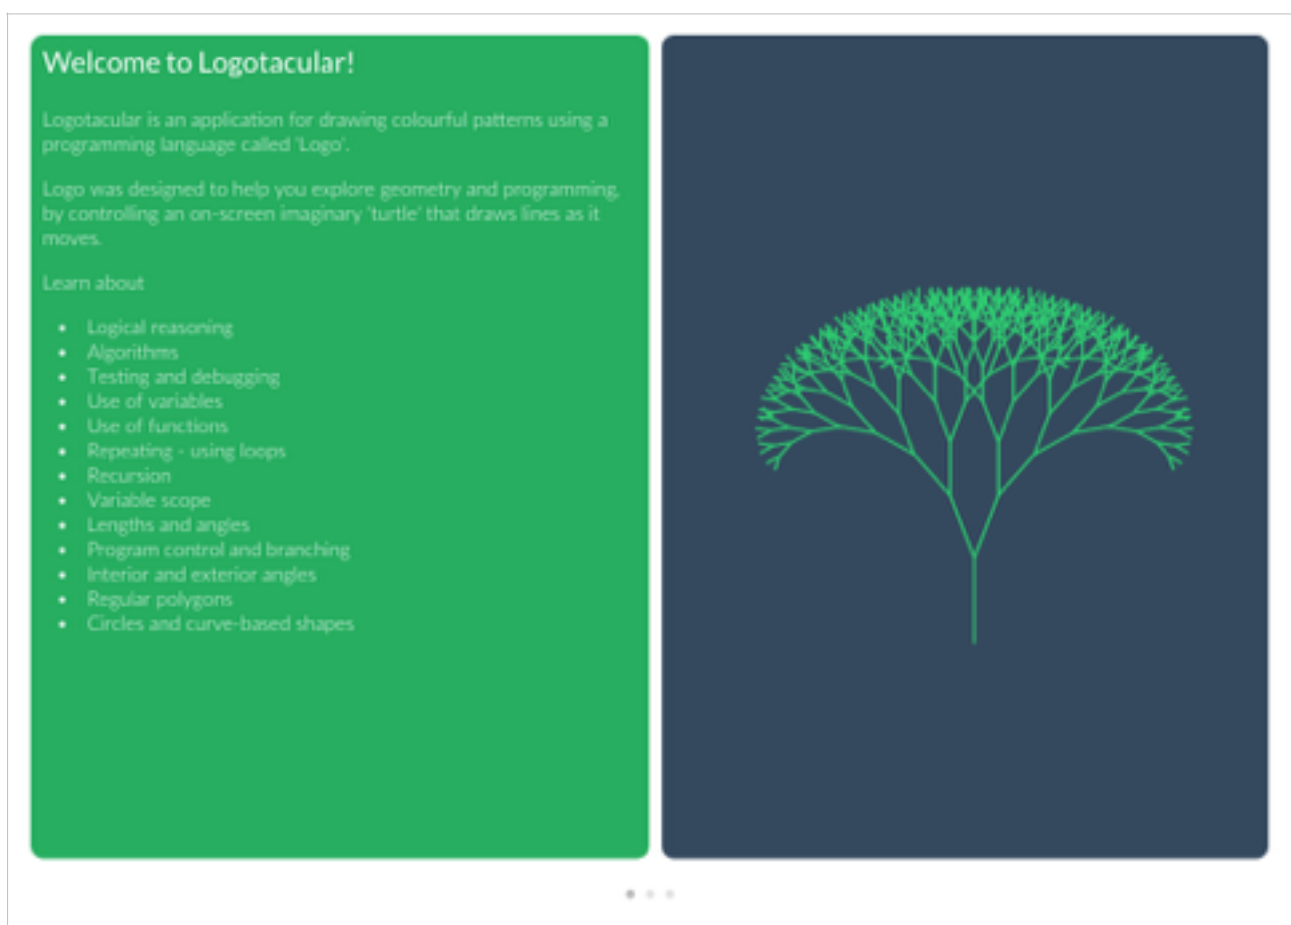 Welcome to Logotacular!
Logotacular is an application for drawing colourful patterns using a
programming language called 'Logo'.
Logo was designed to help you explore geometry and programming,
by controlling an on-screen imaginary 'turtle' that draws lines as it
moves.
Learn about
• Logical reasoning
• Algorithms
• Testing and debugging
• Use of variables
• Use of functions
• Repeating - using loops
• Recursion
• Variable scope
• Lengths and angles
• Program control and branching
• Interior and exterior angles
• Regular polygons
• Circles and curve-based shapes